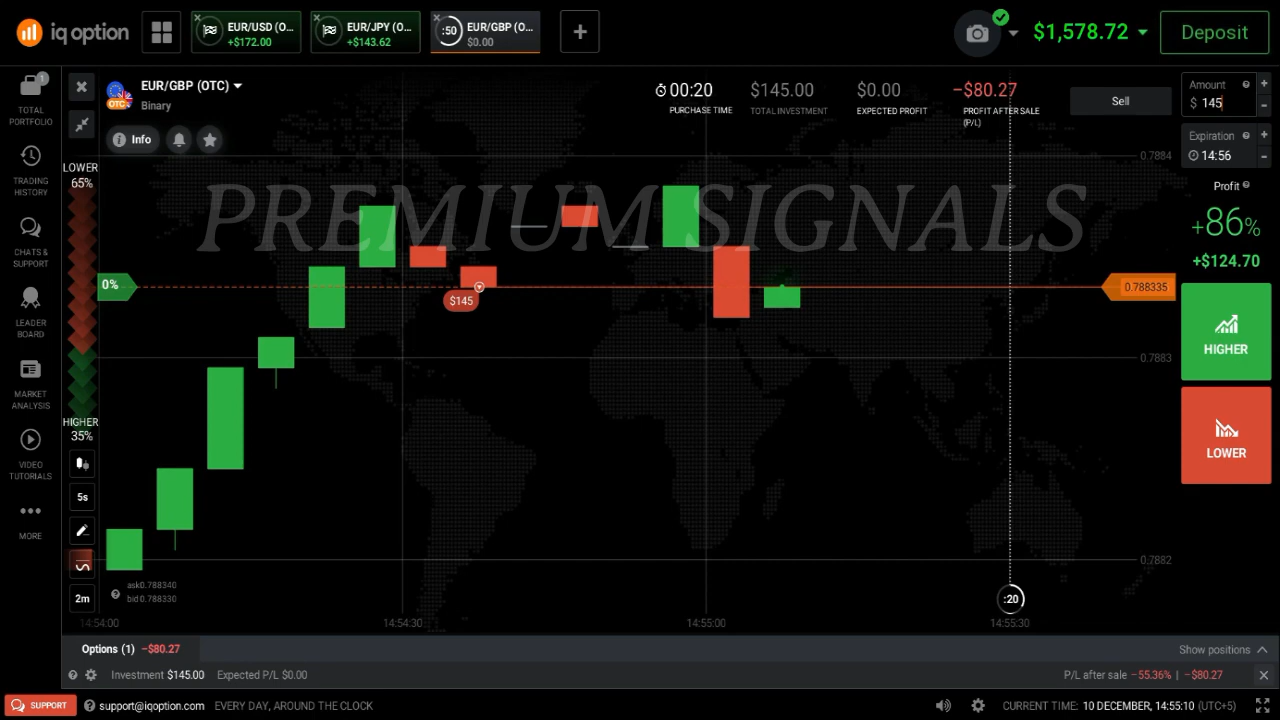 iq option
EUR/USD (O...
+$172.00
EUR/JPY (O...
+$143.62
:50
EUR/GBP (O...
$0.00
+
$1,578.72
Deposit
TOTAL
PORTFOLIO
1
TRADING
HISTORY
CHATS &
SUPPORT
LEADER
BOARD
MARKET
ANALYSIS
VIDEO
TUTORIALS
MORE
EUR/GBP (OTC)
OTC
Binary
Info
00:20
PURCHASE TIME
$145.00
TOTAL INVESTMENT
$0.00
EXPECTED PROFIT
−$80.27
PROFIT AFTER SALE
(P/L)
Sell
Amount
$ 145
Expiration
14:56
Profit
+86%
+$124.70
HIGHER
LOWER
LOWER
65%
0%
HIGHER
35%
5s
2m
PREMIUM SIGNALS
$145
0.7884
0.788335
0.7883
0.7882
ask0.788340
bid 0.788330
:20
14:54:00
14:54:30
14:55:00
14:55:30
Options (1) −$80.27
Show positions
Investment $145.00 Expected P/L $0.00
P/L after sale −55.36% | −$80.27
SUPPORT
support@iqoption.com EVERY DAY, AROUND THE CLOCK
CURRENT TIME: 10 DECEMBER, 14:55:10 (UTC+5)